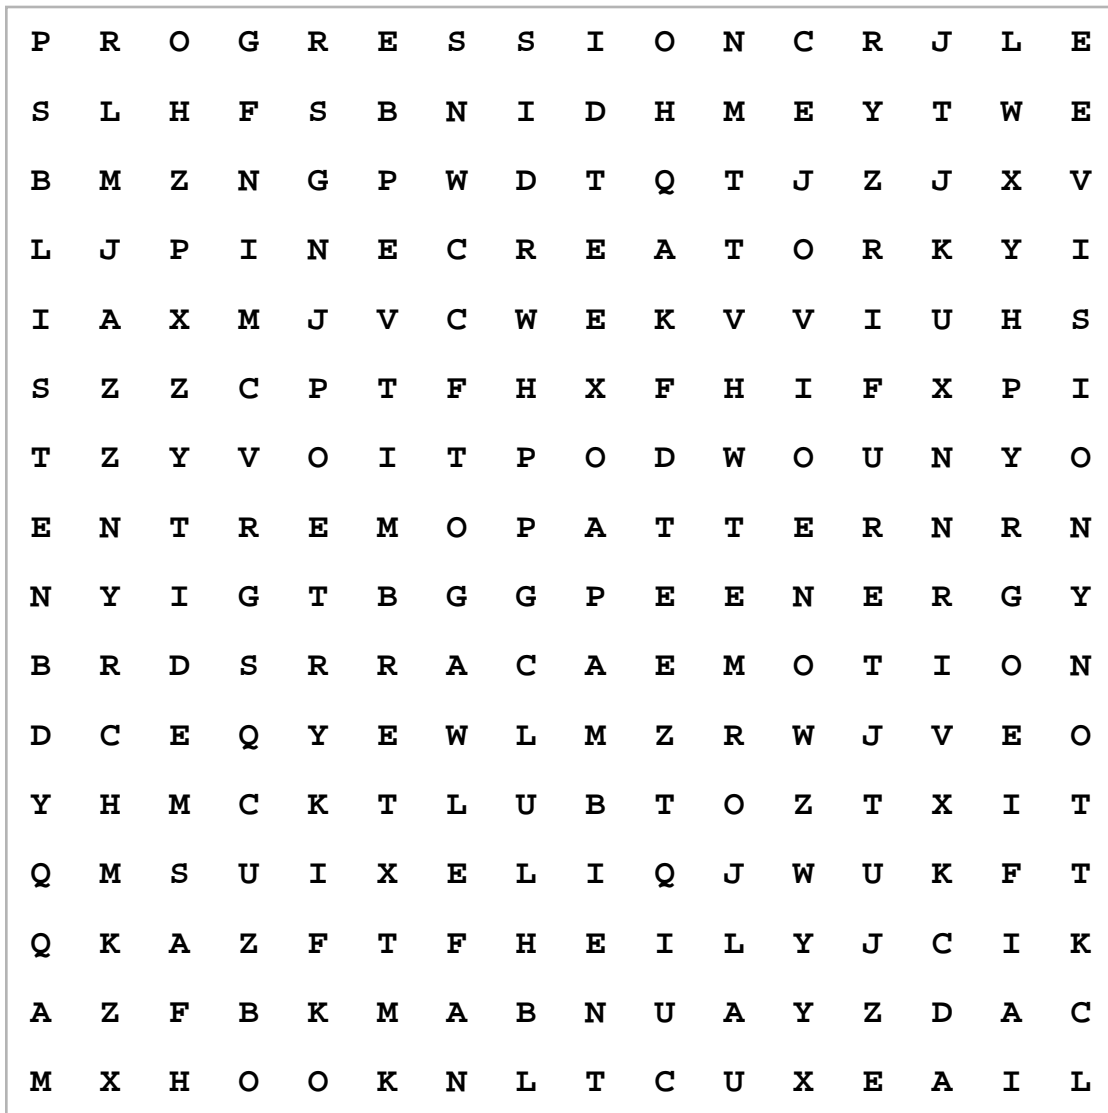 P R O G R E S S I O N C R J L E
S L H F S B N I D H M E Y T W E
B M Z N G P W D T Q T J Z J X V
L J P I N E C R E A T O R K Y I
I A X M J V C W E K V V I U H S
S Z Z C P T F H X F H I F X P I
T Z Y V O I T P O D W O U N Y O
E N T R E M O P A T T E R N R N
N Y I G T B G G P E E N E R G Y
B R D S R R A C A E M O T I O N
D C E Q Y E W L M Z R W J V E O
Y H M C K T L U B T O Z T X I T
Q M S U I X E L I Q J W U K F T
Q K A Z F T F H E I L Y J C I K
A Z F B K M A B N U A Y Z D A C
M X H O O K N L T C U X E A I L